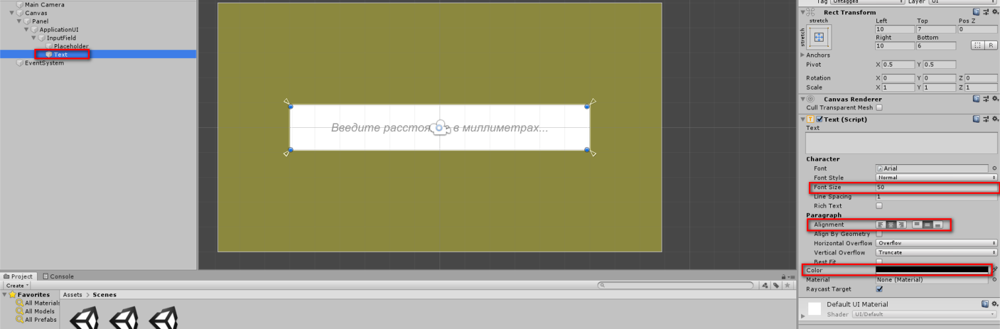 Main Camera
Canvas
Panel
ApplicationUI
InputField
Placeholder
Text
EventSystem
Введите расстоя е в миллиметрах...
Tag Untagged Layer UI
Rect Transform
stretch Left Top Pos Z
stretch 10 7 0
Right Bottom
10 6 R
Anchors
Pivot X 0.5 Y 0.5
Rotation X 0 Y 0 Z 0
Scale X 1 Y 1 Z 1
Canvas Renderer
Cull Transparent Mesh
Text (Script)
Text
Character
Font Arial
Font Style Normal
Font Size 50
Line Spacing 1
Rich Text
Paragraph
Alignment
Align By Geometry
Horizontal Overflow Overflow
Vertical Overflow Truncate
Best Fit
Color
Material None (Material)
Raycast Target
Default UI Material
Shader UI/Default
Project Console
Create
Favorites Assets > Scenes
All Materials
All Models
All Prefabs